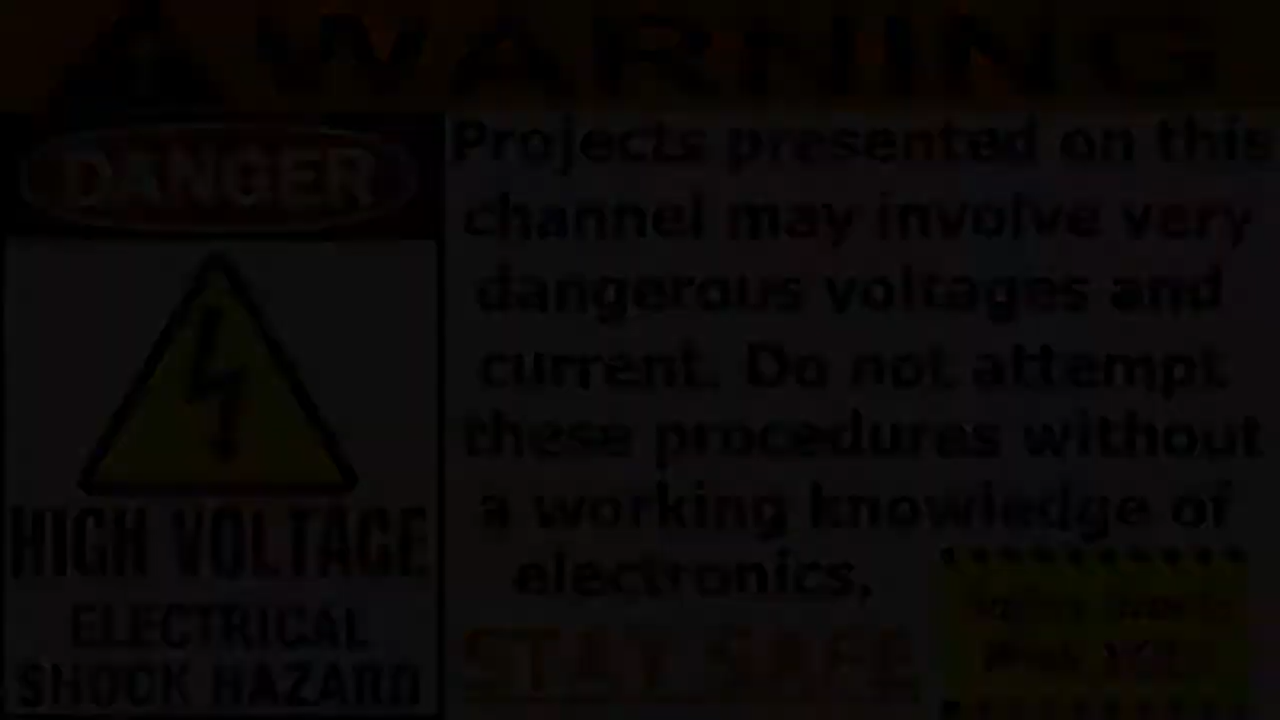 WARNING
DANGER
HIGH VOLTAGE
ELECTRICAL
SHOCK HAZARD
Projects presented on this
channel may involve very
dangerous voltages and
current. Do not attempt
these procedures without
a working knowledge of
electronics.
STAY SAFE